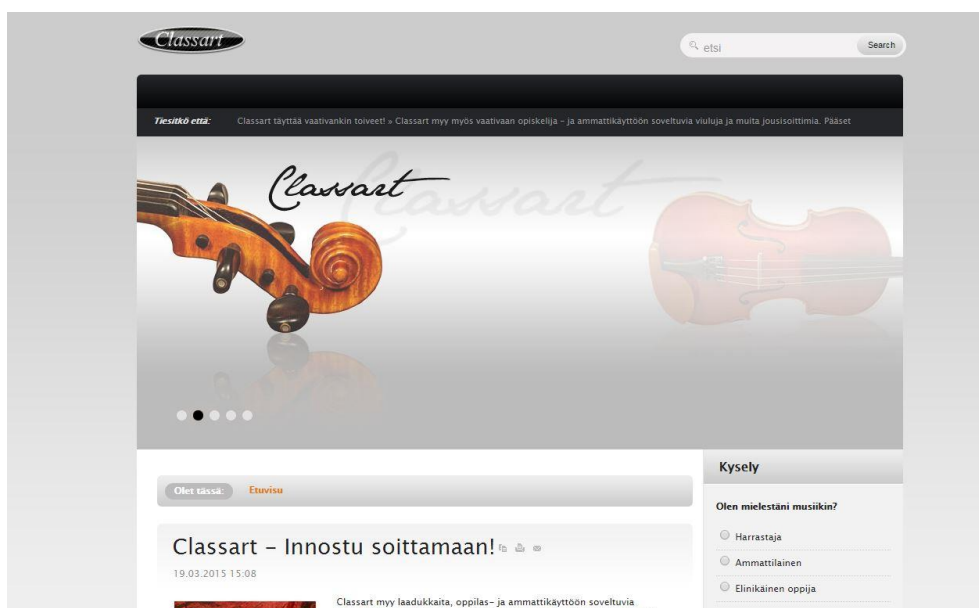 Classart
etsi
Search
Tiesitkö että:
Classart täyttää vaativankin toiveet! » Classart myy myös vaativaan opiskelija - ja ammattikäyttöön soveltuvia viuluja ja muita jousisoittimia. Pääset
Classart
Classart
Kysely
Olet tässä:
Etuvisu
Olen mielestäni musiikin?
Harrastaja
Ammattilainen
Elinikäinen oppija
Classart – Innostu soittamaan!
19.03.2015 15:08
Classart myy laadukkaita, oppilas- ja ammattikäyttöön soveltuvia